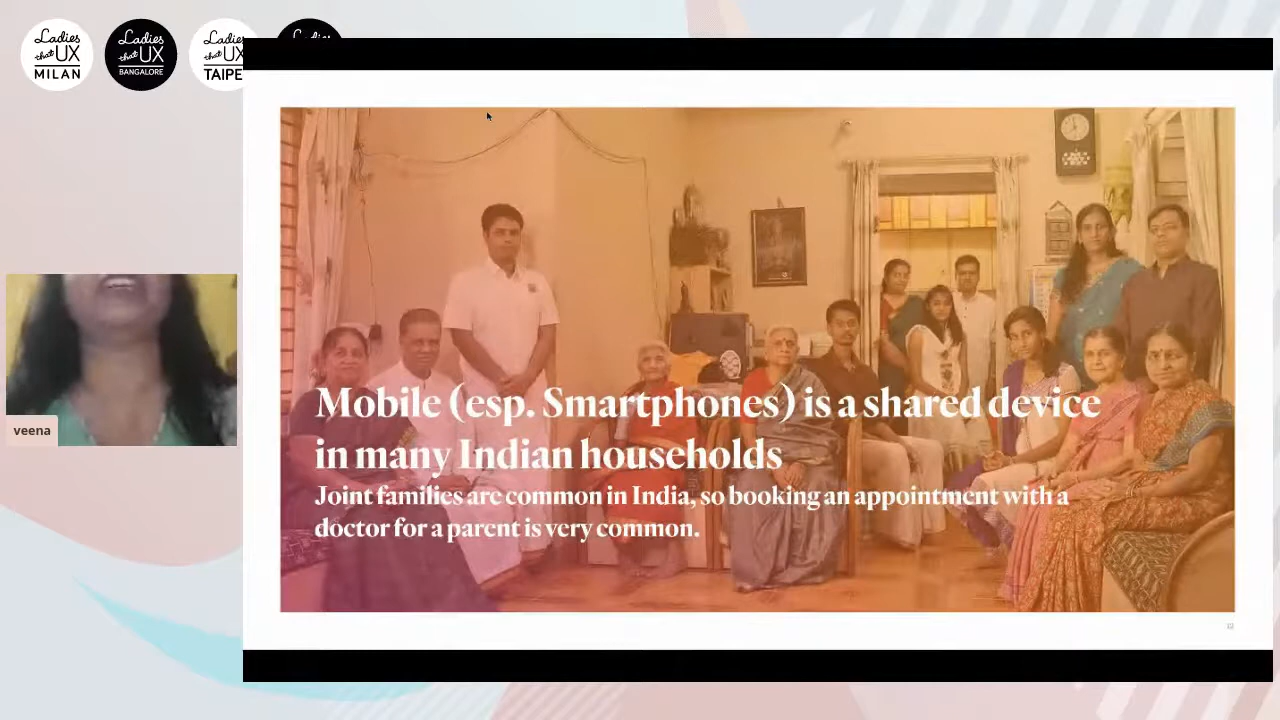 Ladies
that UX
MILAN
Ladies
that UX
BANGALORE
Ladies
that UX
TAIPE
Ladies
veena
Mobile (esp. Smartphones) is a shared device
in many Indian households
Joint families are common in India, so booking an appointment with a
doctor for a parent is very common.